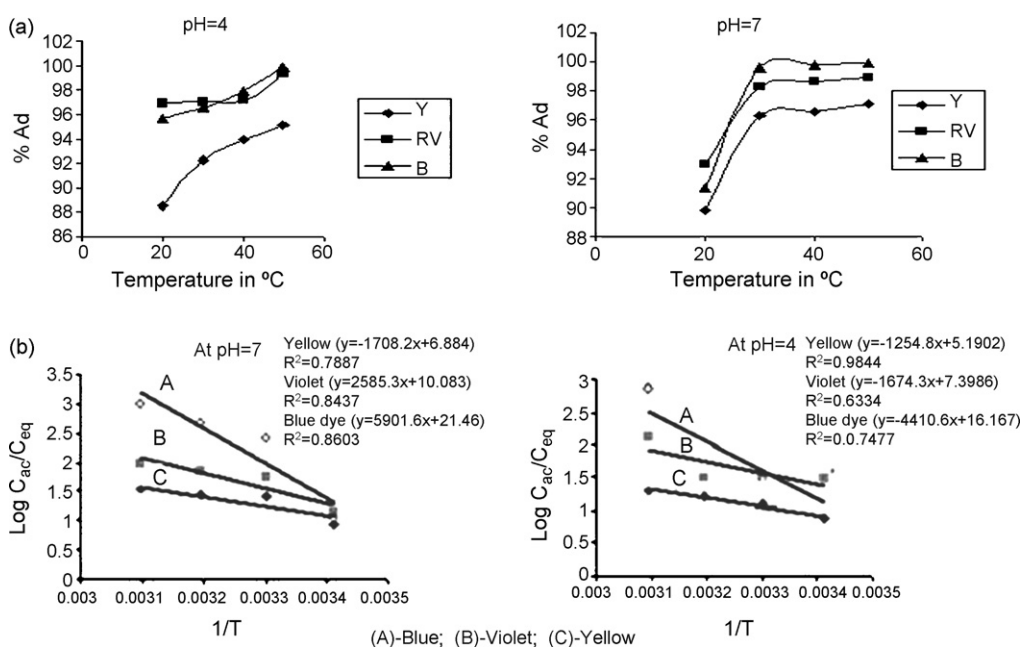 (a)
pH=4
% Ad
102
100
98
96
94
92
90
88
86
0 20 40 60
Temperature in ºC
Y
RV
B
pH=7
% Ad
102
100
98
96
94
92
90
88
0 20 40 60
Temperature in ºC
Y
RV
B
(b)
At pH=7
Yellow (y=-1708.2x+6.884)
R²=0.7887
Violet (y=2585.3x+10.083)
R²=0.8437
Blue dye (y=5901.6x+21.46)
R²=0.8603
Log Cac/Ceq
3.5
3
2.5
2
1.5
1
0.5
0
A
B
C
0.003 0.0031 0.0032 0.0033 0.0034 0.0035
1/T
At pH=4
Yellow (y=-1254.8x+5.1902)
R²=0.9844
Violet (y=-1674.3x+7.3986)
R²=0.6334
Blue dye (y=-4410.6x+16.167)
R²=0.0.7477
Log Cac/Ceq
3
2.5
2
1.5
1
0.5
0
A
B
C
0.003 0.0031 0.0032 0.0033 0.0034 0.0035
1/T
(A)-Blue; (B)-Violet; (C)-Yellow